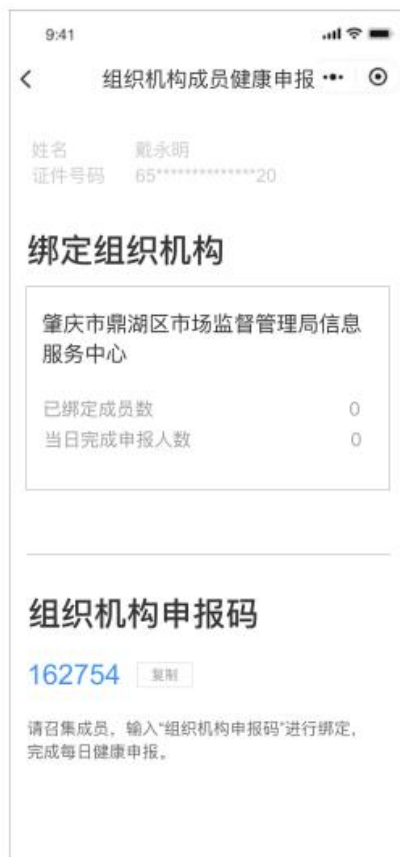 9:41
组织机构成员健康申报
姓名 戴永明
证件号码 65**************20
绑定组织机构
肇庆市鼎湖区市场监督管理局信息
服务中心
已绑定成员数 0
当日完成申报人数 0
组织机构申报码
162754 复制
请召集成员，输入“组织机构申报码”进行绑定，
完成每日健康申报。